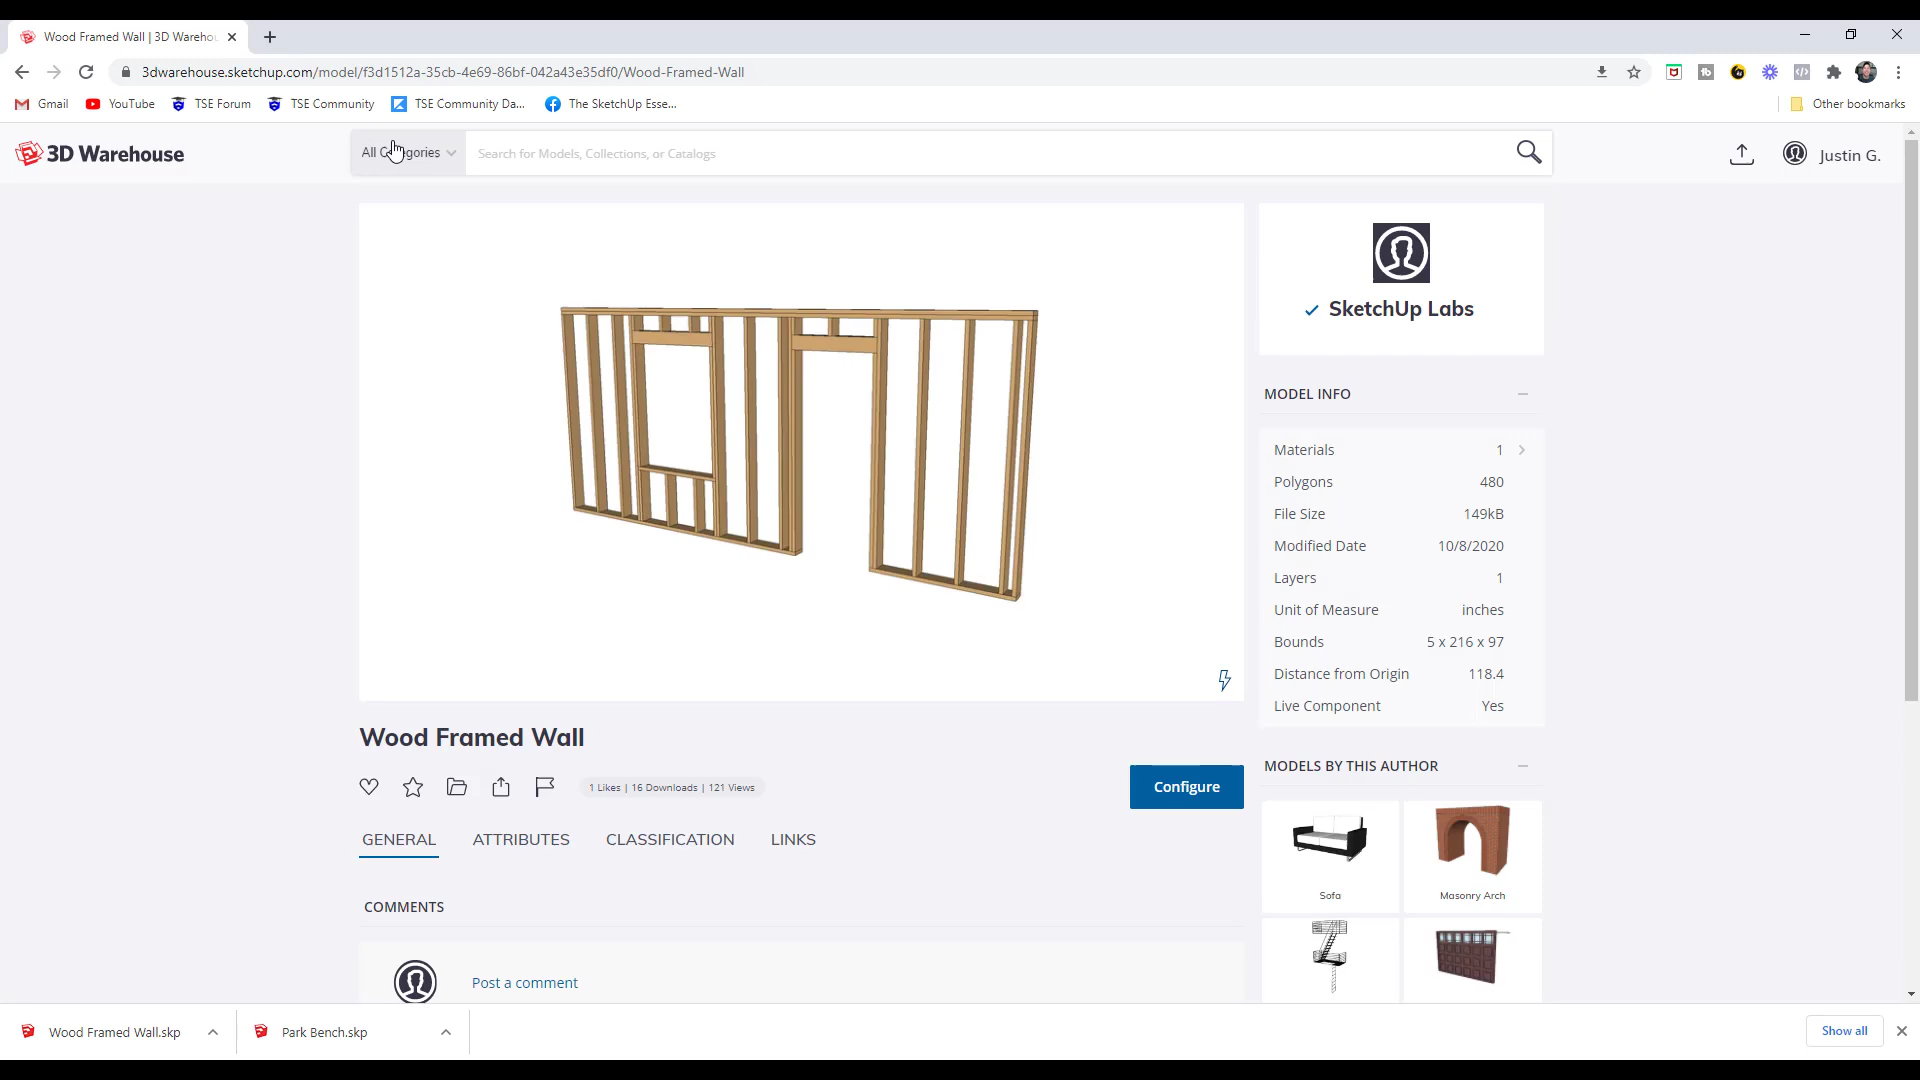 Wood Framed Wall | 3D Wareho
3dwarehouse.sketchup.com/model/f3d1512a-35cb-4e69-86bf-042a43e35df0/Wood-Framed-Wall
Gmail YouTube TSE Forum TSE Community TSE Community Da... The SketchUp Esse... Other bookmarks
3D Warehouse
All Categories
Search for Models, Collections, or Catalogs
Justin G.
SketchUp Labs
MODEL INFO
Materials 1
Polygons 480
File Size 149kB
Modified Date 10/8/2020
Layers 1
Unit of Measure inches
Bounds 5 x 216 x 97
Distance from Origin 118.4
Live Component Yes
Wood Framed Wall
1 Likes | 16 Downloads | 121 Views
Configure
GENERAL ATTRIBUTES CLASSIFICATION LINKS
COMMENTS
Post a comment
MODELS BY THIS AUTHOR
Sofa
Masonry Arch
Wood Framed Wall.skp
Park Bench.skp
Show all